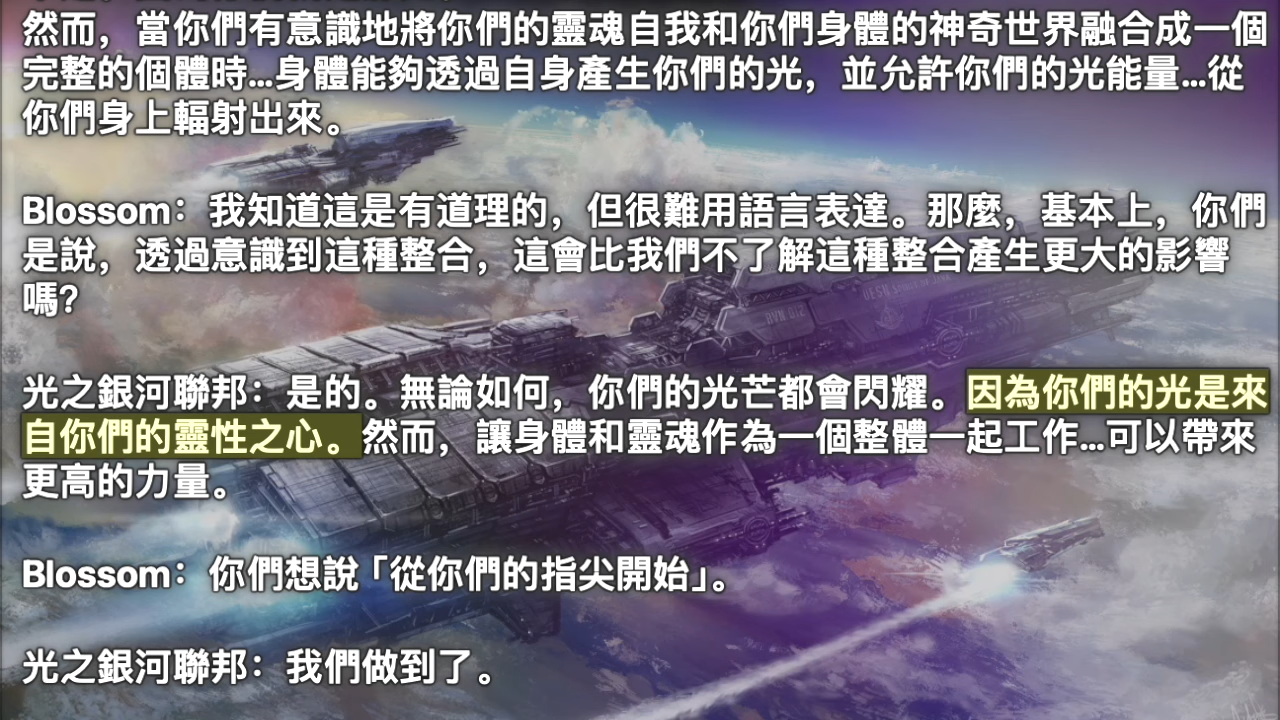 然而，當你們有意識地將你們的靈魂自我和你們身體的神奇世界融合成一個
完整的個體時...身體能夠透過自身產生你們的光，並允許你們的光能量...從
你們身上輻射出來。
Blossom：我知道這是有道理的，但很難用語言表達。那麼，基本上，你們
是說，透過意識到這種整合，這會比我們不了解這種整合產生更大的影響
嗎？
光之銀河聯邦：是的。無論如何，你們的光芒都會閃耀。因為你們的光是來
自你們的靈性之心。然而，讓身體和靈魂作為一個整體一起工作...可以帶來
更高的力量。
Blossom：你們想說「從你們的指尖開始」。
光之銀河聯邦：我們做到了。